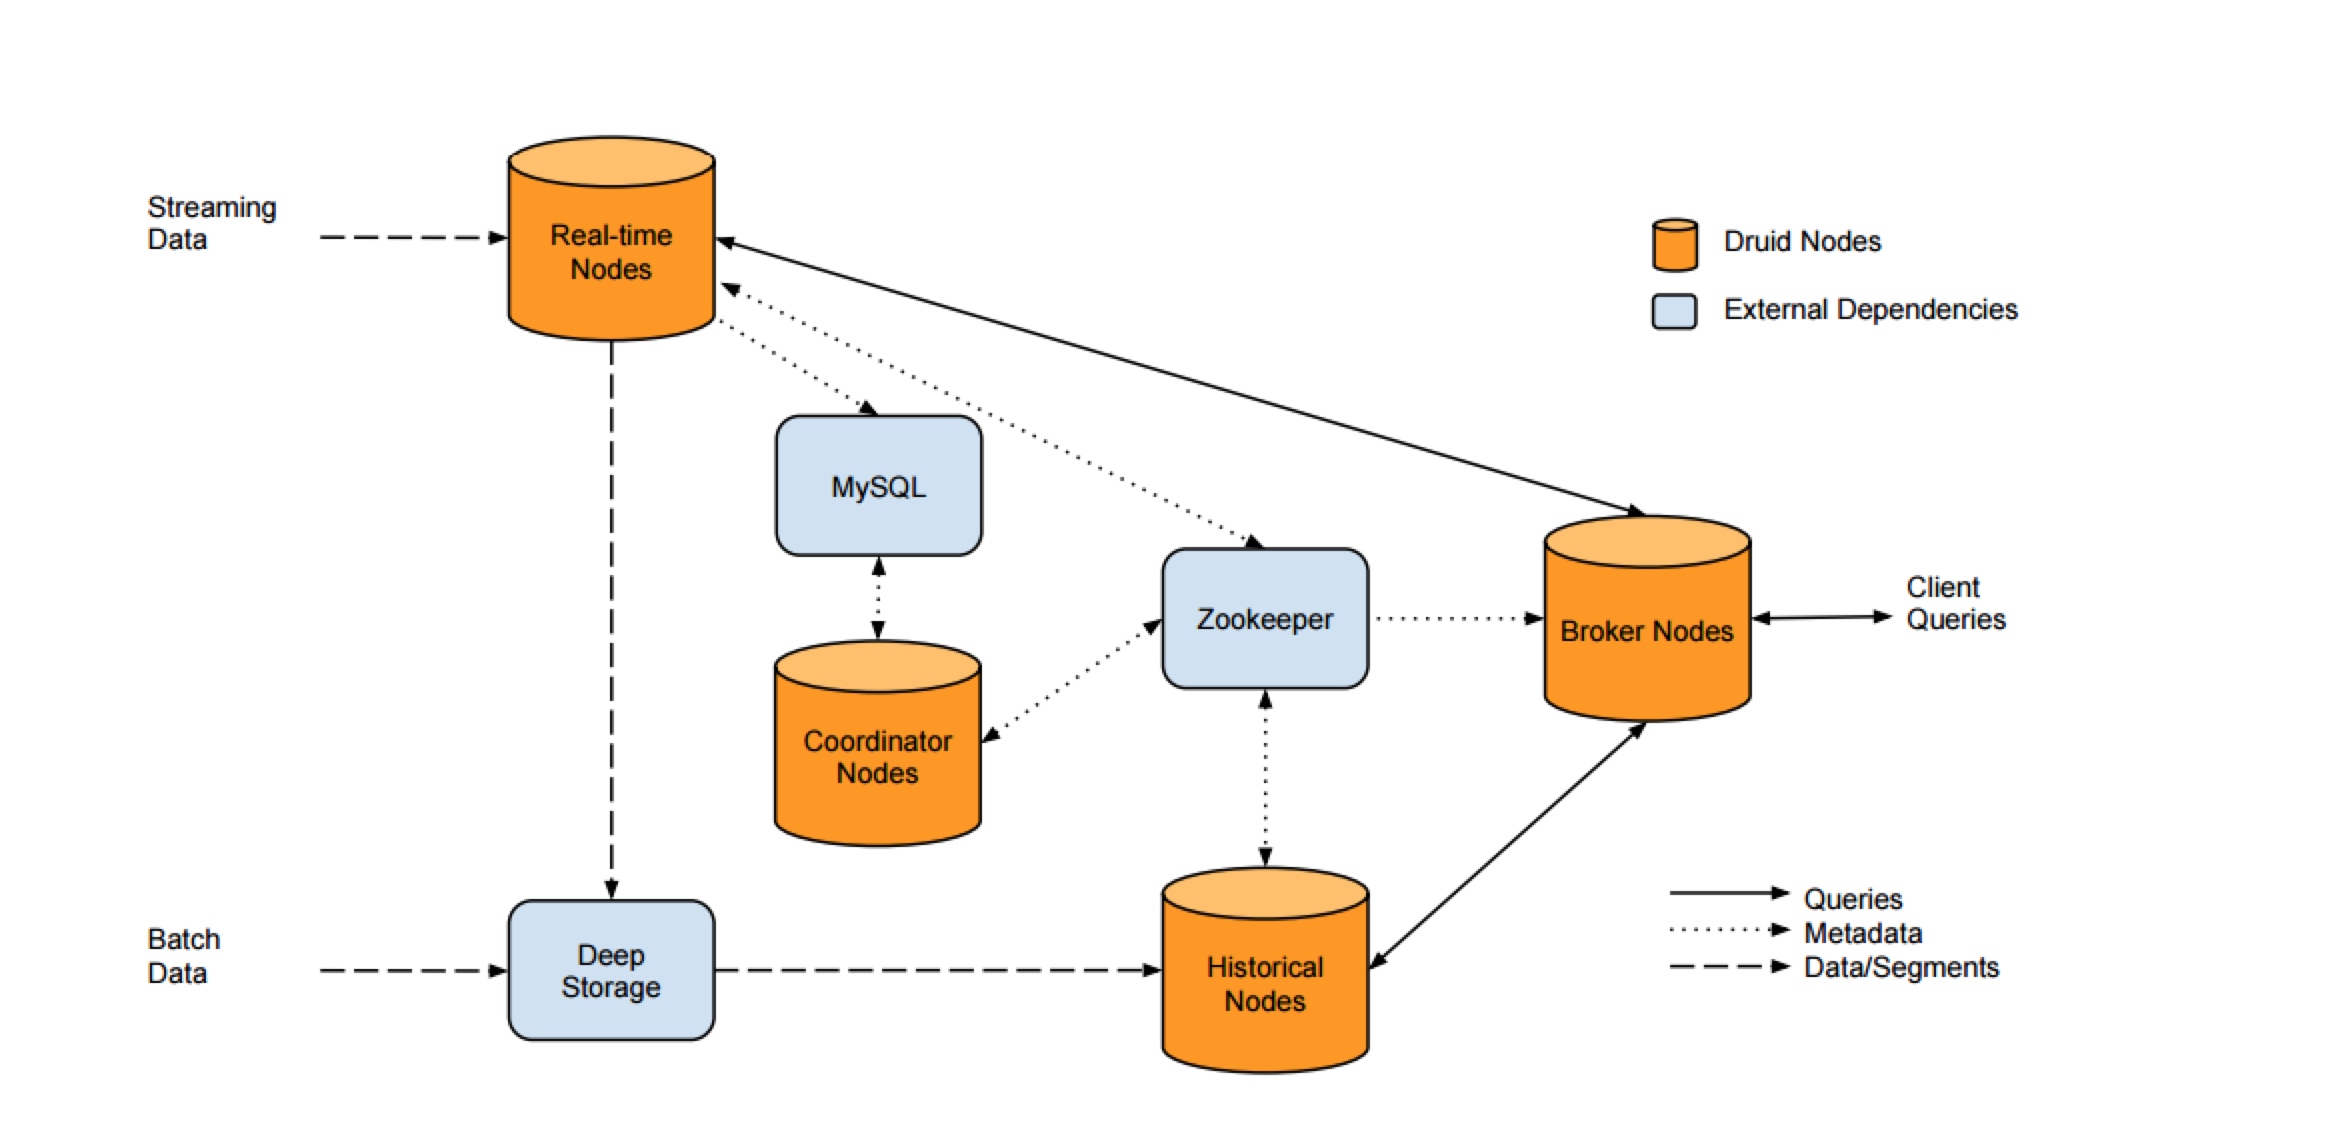 Streaming
Data
Real-time
Nodes
Druid Nodes
External Dependencies
MySQL
Zookeeper
Broker Nodes
Client
Queries
Coordinator
Nodes
Batch
Data
Deep
Storage
Historical
Nodes
Queries
Metadata
Data/Segments